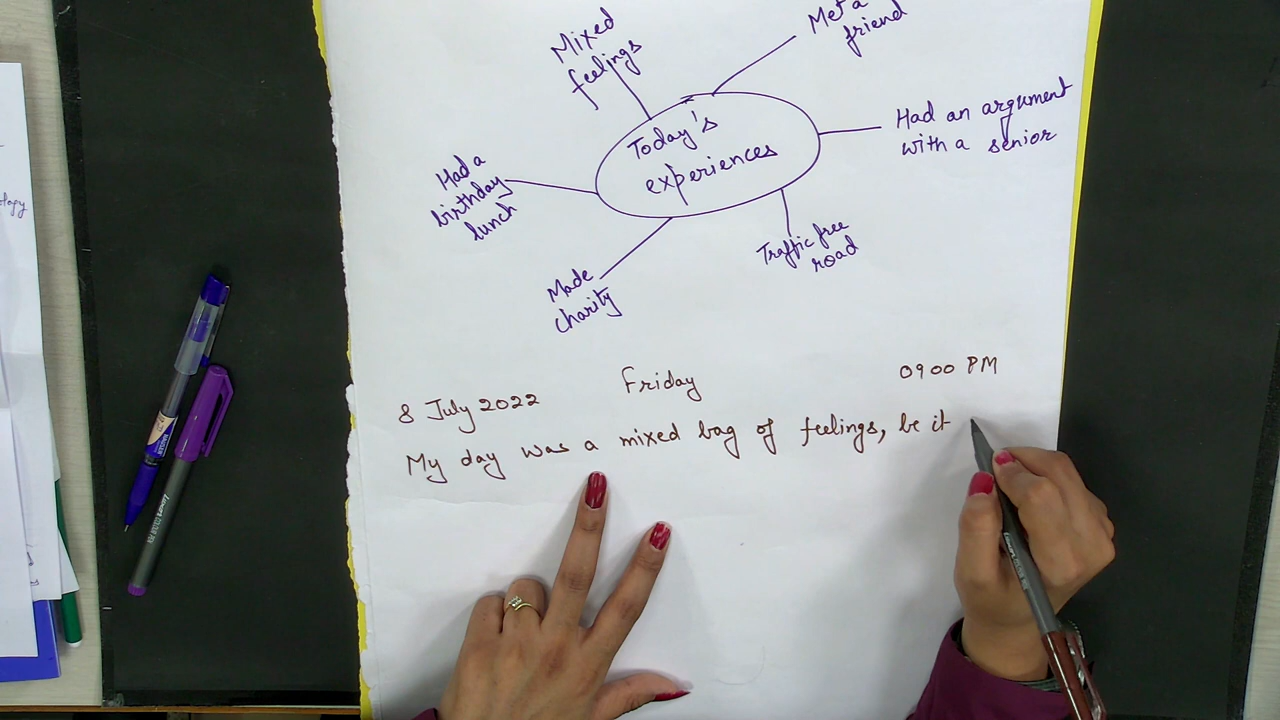 Mixed
feelings
Met a
friend
Had an argument
with a senior
Today's
experiences
Had a
birthday
lunch
Traffic free
road
Made
charity
8 July 2022 Friday 0900 PM
My day was a mixed bag of feelings, be it